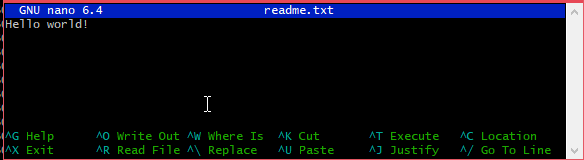 GNU nano 6.4 readme.txt
Hello world!
^G Help ^O Write Out ^W Where Is ^K Cut ^T Execute ^C Location
^X Exit ^R Read File ^\ Replace ^U Paste ^J Justify ^/ Go To Line